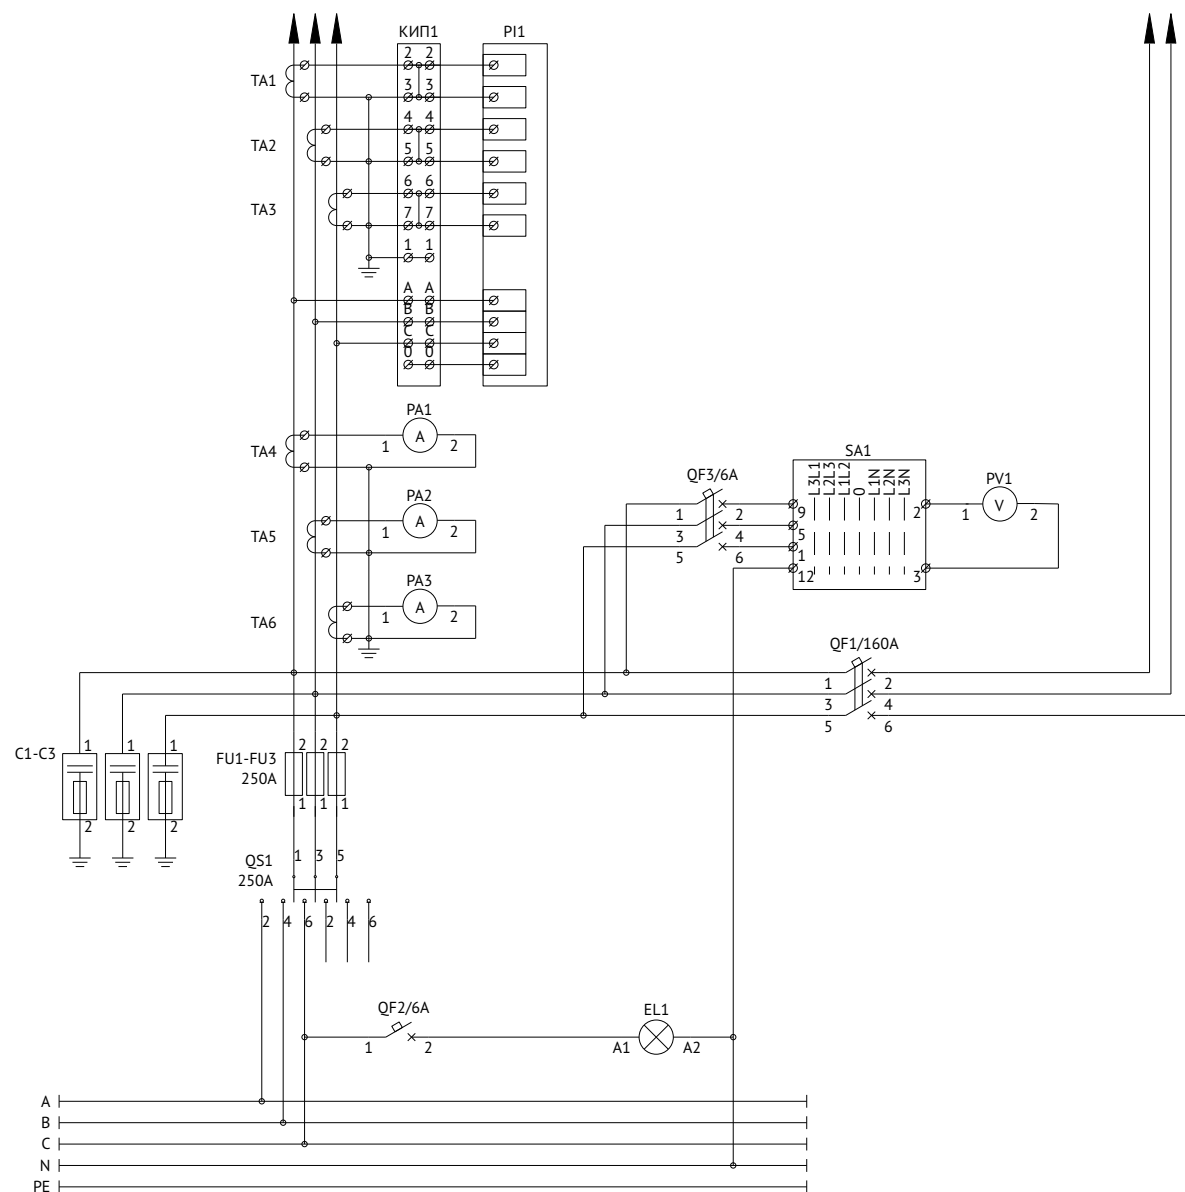 КИП1 PI1
2 2
TA1
3 3
4 4
TA2
5 5
6 6
TA3
7 7
1 1
A A
B B
C C
0 0
PA1
A
1 2
TA4
SA1
L3L1 L2L3 L1L2 0 L1N L2N L3N
QF3/6A
PV1
V
1 2
PA2
A
1 2
TA5
1 2
3 4
5 6
9
5
1
12
2
3
PA3
A
1 2
TA6
QF1/160A
1 2
3 4
5 6
C1-C3
1 1 1
2 2 2
FU1-FU3
250A
2 2 2
1 1 1
QS1
250A
1 3 5
2 4 6 2 4 6
QF2/6A
1 2
EL1
A1 A2
A
B
C
N
PE